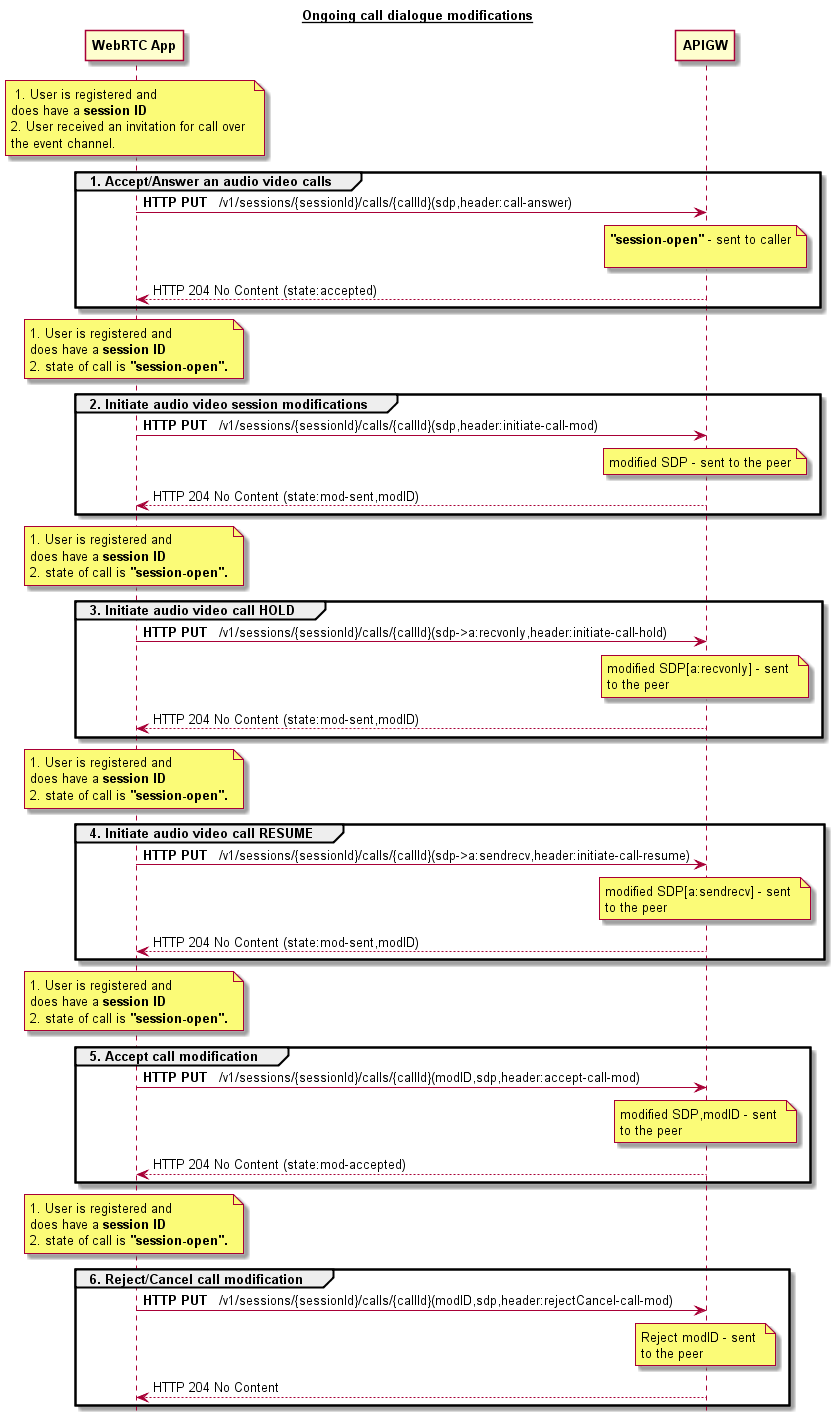 Ongoing call dialogue modifications
WebRTC App
APIGW
1. User is registered and
does have a session ID
2. User received an invitation for call over
the event channel.
1. Accept/Answer an audio video calls
HTTP PUT /v1/sessions/{sessionId}/calls/{callId}(sdp,header:call-answer)
"session-open" - sent to caller
HTTP 204 No Content (state:accepted)
1. User is registered and
does have a session ID
2. state of call is "session-open".
2. Initiate audio video session modifications
HTTP PUT /v1/sessions/{sessionId}/calls/{callId}(sdp,header:initiate-call-mod)
modified SDP - sent to the peer
HTTP 204 No Content (state:mod-sent,modID)
1. User is registered and
does have a session ID
2. state of call is "session-open".
3. Initiate audio video call HOLD
HTTP PUT /v1/sessions/{sessionId}/calls/{callId}(sdp->a:recvonly,header:initiate-call-hold)
modified SDP[a:recvonly] - sent
to the peer
HTTP 204 No Content (state:mod-sent,modID)
1. User is registered and
does have a session ID
2. state of call is "session-open".
4. Initiate audio video call RESUME
HTTP PUT /v1/sessions/{sessionId}/calls/{callId}(sdp->a:sendrecv,header:initiate-call-resume)
modified SDP[a:sendrecv] - sent
to the peer
HTTP 204 No Content (state:mod-sent,modID)
1. User is registered and
does have a session ID
2. state of call is "session-open".
5. Accept call modification
HTTP PUT /v1/sessions/{sessionId}/calls/{callId}(modID,sdp,header:accept-call-mod)
modified SDP,modID - sent
to the peer
HTTP 204 No Content (state:mod-accepted)
1. User is registered and
does have a session ID
2. state of call is "session-open".
6. Reject/Cancel call modification
HTTP PUT /v1/sessions/{sessionId}/calls/{callId}(modID,sdp,header:rejectCancel-call-mod)
Reject modID - sent
to the peer
HTTP 204 No Content